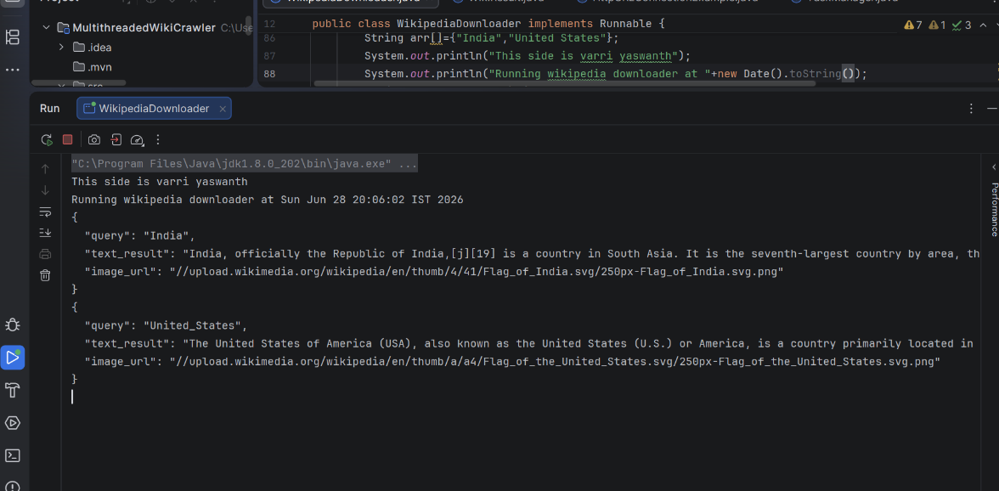 MultithreadedWikiCrawler C:\Use
.idea
.mvn
12 public class WikipediaDownloader implements Runnable {
7 1 3
86 String arr[]={"India","United States"};
87 System.out.println("This side is varri yaswanth");
88 System.out.println("Running wikipedia downloader at "+new Date().toString());
Run WikipediaDownloader
"C:\Program Files\Java\jdk1.8.0_202\bin\java.exe" ...
This side is varri yaswanth
Running wikipedia downloader at Sun Jun 28 20:06:02 IST 2026
{
"query": "India",
"text_result": "India, officially the Republic of India,[j][19] is a country in South Asia. It is the seventh-largest country by area, th
"image_url": "//upload.wikimedia.org/wikipedia/en/thumb/4/41/Flag_of_India.svg/250px-Flag_of_India.svg.png"
}
{
"query": "United_States",
"text_result": "The United States of America (USA), also known as the United States (U.S.) or America, is a country primarily located in
"image_url": "//upload.wikimedia.org/wikipedia/en/thumb/a/a4/Flag_of_the_United_States.svg/250px-Flag_of_the_United_States.svg.png"
}
Performance